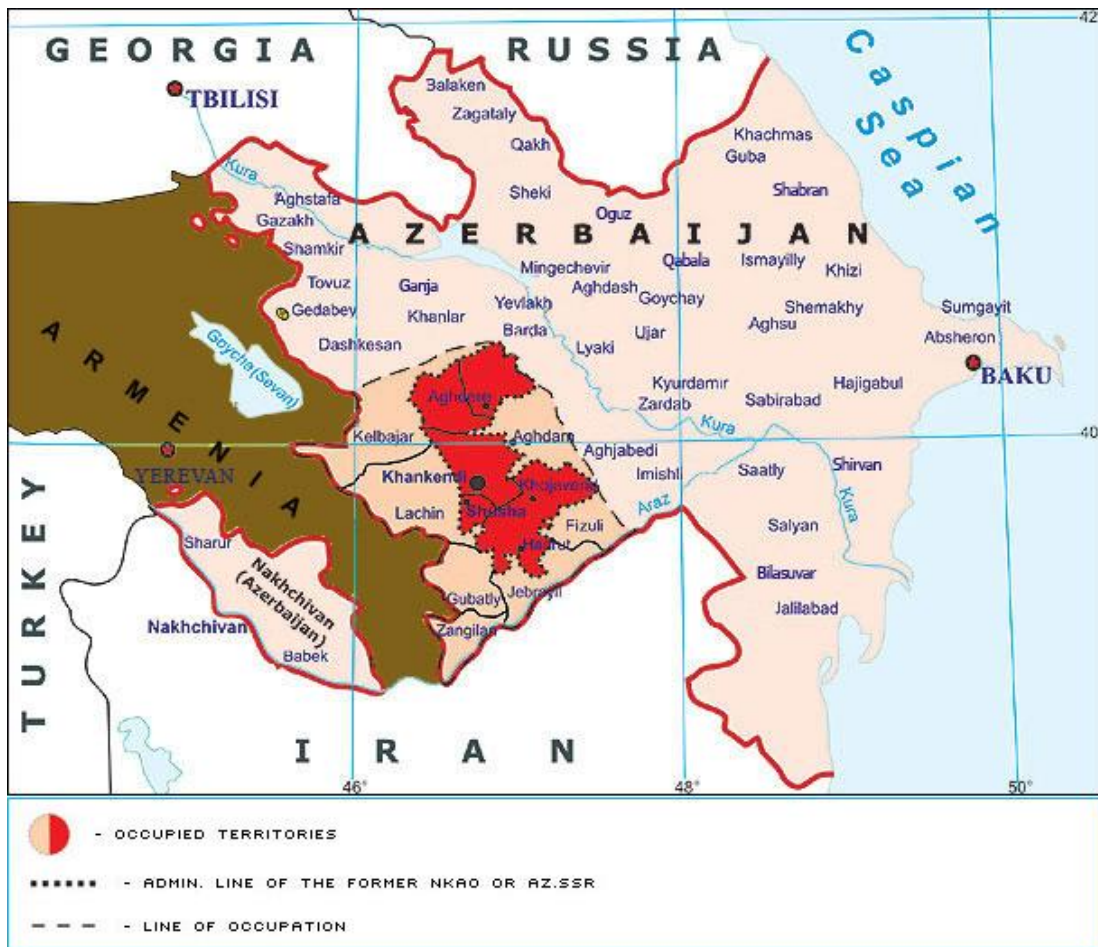 GEORGIA
RUSSIA
42°
Caspian
Sea
TBILISI
Balaken
Zagataly
Qakh
Khachmas
Guba
Kura
Sheki
Shabran
Aghstafa
Oguz
Gazakh
AZERBAIJAN
Shamkir
Mingechevir
Qabala
Ismayilly
Khizi
Tovuz
Ganja
Aghdash
Goychay
Gedabey
Yevlakh
Shemakhy
Sumgayit
Khanlar
Barda
Ujar
Aghsu
Absheron
Goycha(Sevan)
Dashkesan
Lyaki
ARMENIA
BAKU
Kyurdamir
Hajigabul
Aghdere
Zardab
Sabirabad
Kura
Kelbajar
Aghdam
40
YEREVAN
Aghjabedi
Khankendi
Khojavend
Imishli
Saatly
Shirvan
TURKEY
Lachin
Shusha
Araz
Kura
Fizuli
Salyan
Sharur
Hadrut
Nakhchivan
(Azerbaijan)
Bilasuvar
Gubatly
Jebrayil
Jalilabad
Nakhchivan
Zangilan
Babek
IRAN
46°
48°
50°
- OCCUPIED TERRITORIES
- ADMIN. LINE OF THE FORMER NKAO OR AZ.SSR
- LINE OF OCCUPATION